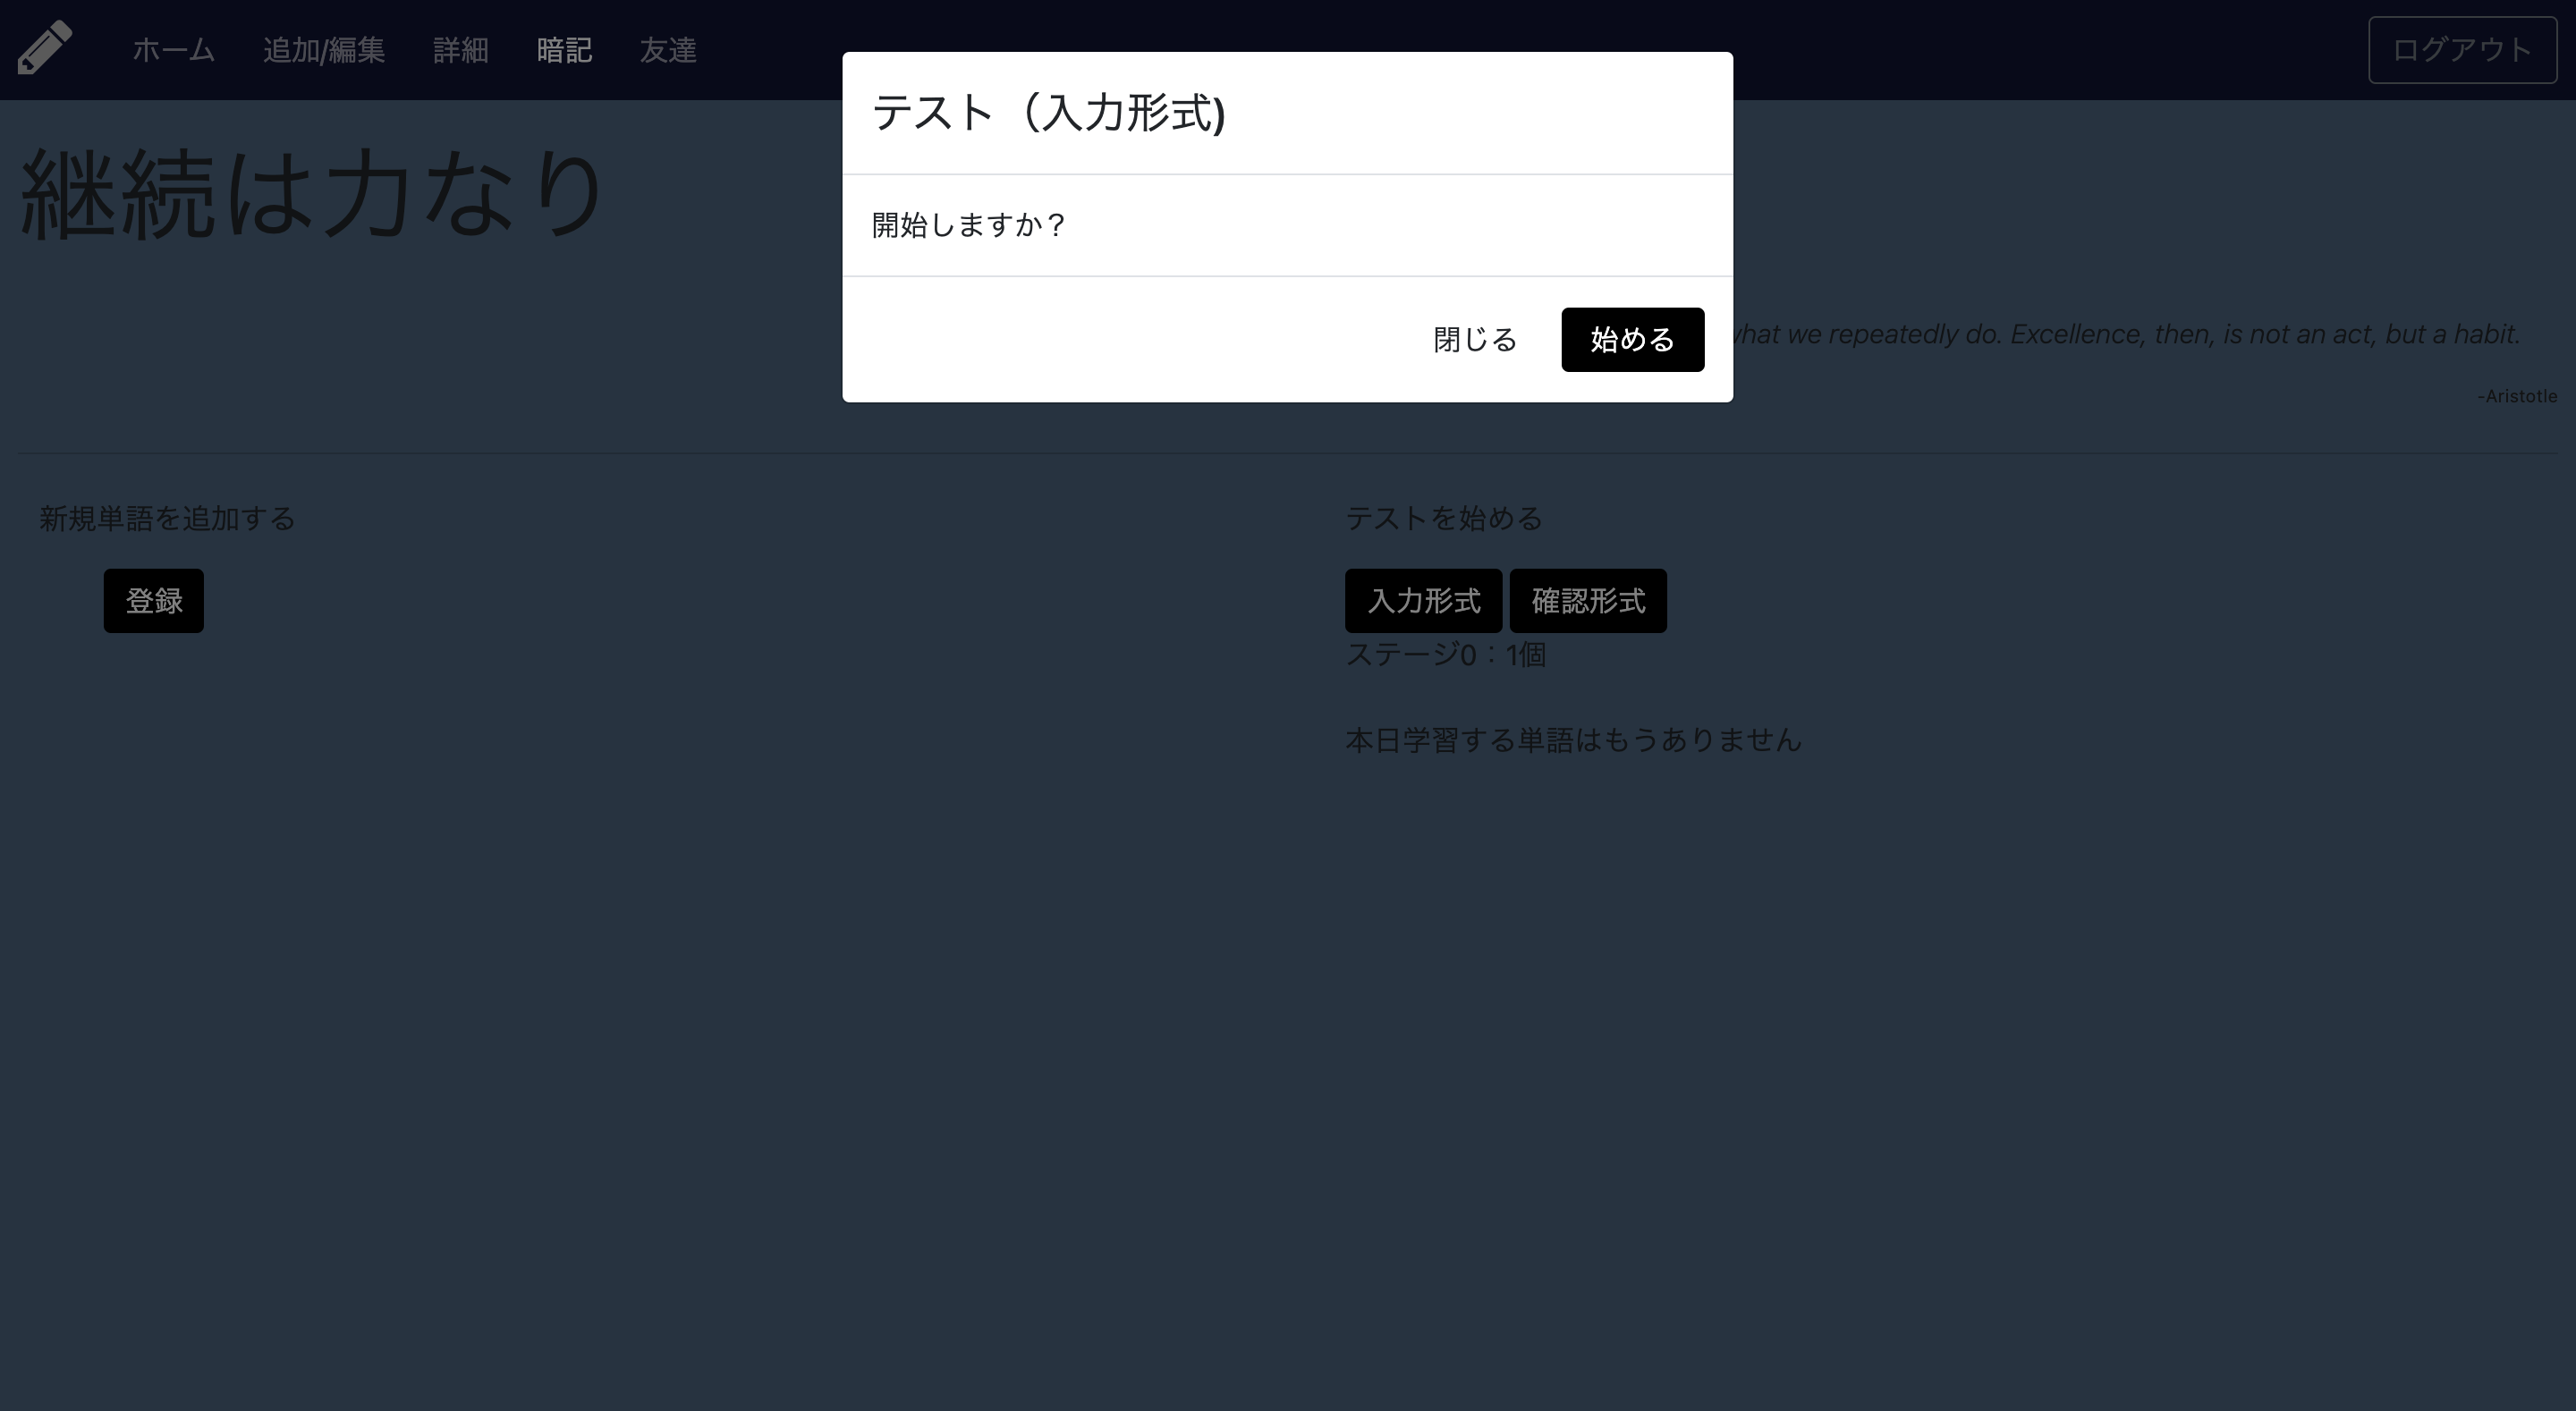 ホーム 追加/編集 詳細 暗記 友達 ログアウト
テスト（入力形式)
開始しますか？
閉じる 始める
継続は力なり
what we repeatedly do. Excellence, then, is not an act, but a habit.
-Aristotle
新規単語を追加する
登録
テストを始める
入力形式 確認形式
ステージ0：1個
本日学習する単語はもうありません